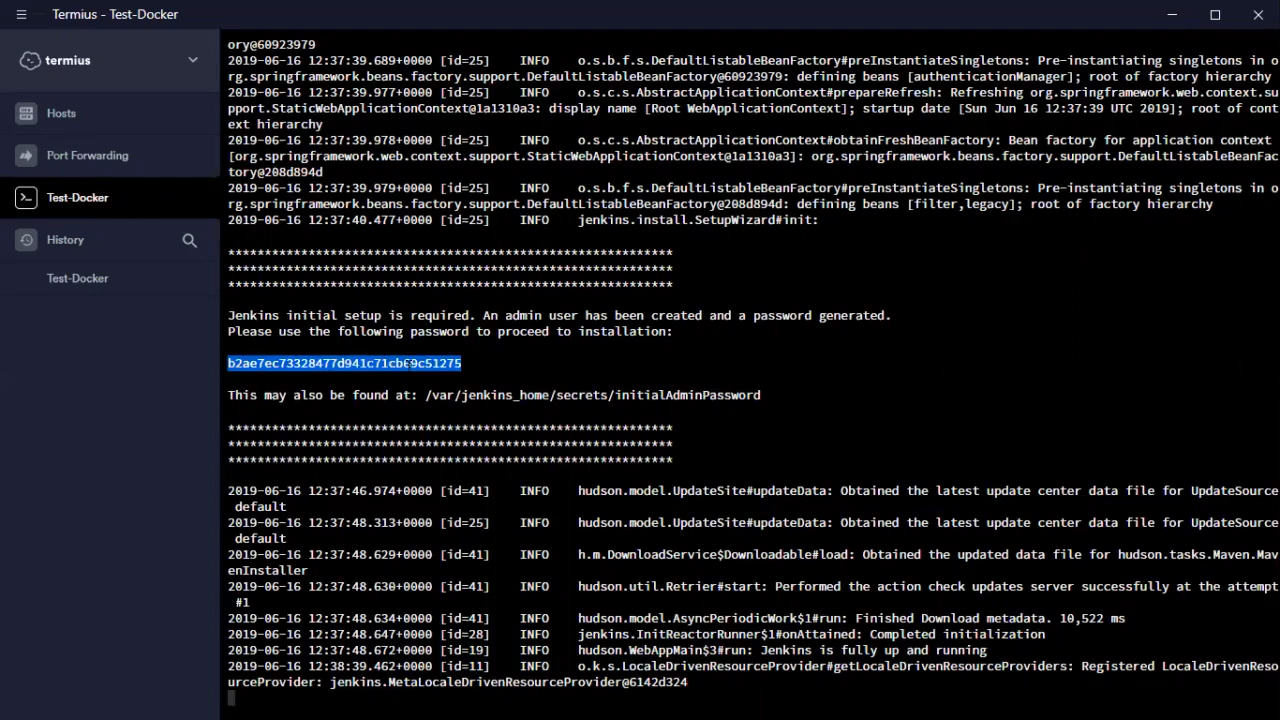 Termius - Test-Docker
termius
Hosts
Port Forwarding
Test-Docker
History
Test-Docker
ory@60923979
2019-06-16 12:37:39.689+0000 [id=25] INFO o.s.b.f.s.DefaultListableBeanFactory#preInstantiateSingletons: Pre-instantiating singletons in o
rg.springframework.beans.factory.support.DefaultListableBeanFactory@60923979: defining beans [authenticationManager]; root of factory hierarchy
2019-06-16 12:37:39.978+0000 [id=25] INFO o.s.c.s.AbstractApplicationContext#prepareRefresh: Refreshing org.springframework.web.context.su
pport.StaticWebApplicationContext@1a1310a3: display name [Root WebApplicationContext]; startup date [Sun Jun 16 12:37:39 UTC 2019]; root of cont
ext hierarchy
2019-06-16 12:37:39.978+0000 [id=25] INFO o.s.c.s.AbstractApplicationContext#obtainFreshBeanFactory: Bean factory for application context
[org.springframework.web.context.support.StaticWebApplicationContext@1a1310a3]: org.springframework.beans.factory.support.DefaultListableBeanFac
tory@208d894d
2019-06-16 12:37:39.979+0000 [id=25] INFO o.s.b.f.s.DefaultListableBeanFactory#preInstantiateSingletons: Pre-instantiating singletons in o
rg.springframework.beans.factory.support.DefaultListableBeanFactory@208d894d: defining beans [filter,legacy]; root of factory hierarchy
2019-06-16 12:37:40.477+0000 [id=25] INFO jenkins.install.SetupWizard#init:
*************************************************************
*************************************************************
*************************************************************
Jenkins initial setup is required. An admin user has been created and a password generated.
Please use the following password to proceed to installation:
b2ae7ec73328477d941c71cb69c51275
This may also be found at: /var/jenkins_home/secrets/initialAdminPassword
*************************************************************
*************************************************************
*************************************************************
2019-06-16 12:37:46.974+0000 [id=41] INFO hudson.model.UpdateSite#updateData: Obtained the latest update center data file for UpdateSource
default
2019-06-16 12:37:48.313+0000 [id=25] INFO hudson.model.UpdateSite#updateData: Obtained the latest update center data file for UpdateSource
default
2019-06-16 12:37:48.629+0000 [id=41] INFO h.m.DownloadService$Downloadable#load: Obtained the updated data file for hudson.tasks.Maven.Mav
enInstaller
2019-06-16 12:37:48.630+0000 [id=41] INFO hudson.util.Retrier#start: Performed the action check updates server successfully at the attempt
#1
2019-06-16 12:37:48.634+0000 [id=41] INFO hudson.model.AsyncPeriodicWork$1#run: Finished Download metadata. 10,522 ms
2019-06-16 12:37:48.647+0000 [id=28] INFO jenkins.InitReactorRunner$1#onAttained: Completed initialization
2019-06-16 12:37:48.672+0000 [id=19] INFO hudson.WebAppMain$3#run: Jenkins is fully up and running
2019-06-16 12:38:39.462+0000 [id=11] INFO o.k.s.LocaleDrivenResourceProvider#getLocaleDrivenResourceProviders: Registered LocaleDrivenReso
urceProvider: jenkins.MetaLocaleDrivenResourceProvider@6142d324